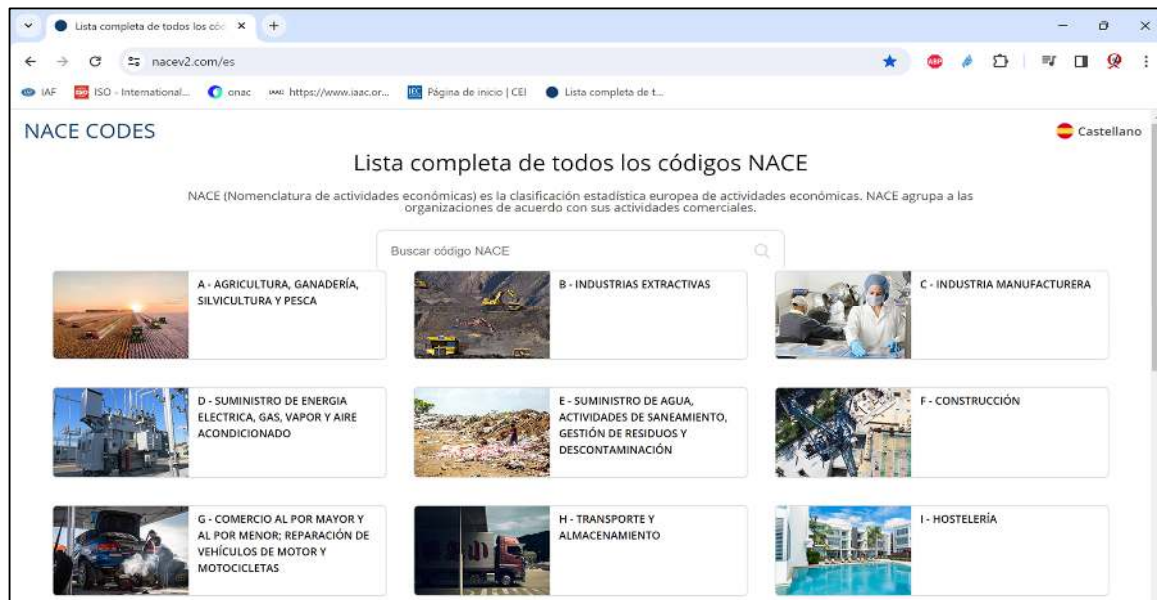 Lista completa de todos los cód
nacev2.com/es
ABP
IAF
ISO - International...
onac
IAAC
https://www.iaac.or...
IEC
Página de inicio | CEI
Lista completa de t...
NACE CODES
Castellano
Lista completa de todos los códigos NACE
NACE (Nomenclatura de actividades económicas) es la clasificación estadística europea de actividades económicas. NACE agrupa a las
organizaciones de acuerdo con sus actividades comerciales.
Buscar código NACE
A - AGRICULTURA, GANADERÍA,
SILVICULTURA Y PESCA
B - INDUSTRIAS EXTRACTIVAS
C - INDUSTRIA MANUFACTURERA
D - SUMINISTRO DE ENERGIA
ELECTRICA, GAS, VAPOR Y AIRE
ACONDICIONADO
E - SUMINISTRO DE AGUA,
ACTIVIDADES DE SANEAMIENTO,
GESTIÓN DE RESIDUOS Y
DESCONTAMINACIÓN
F - CONSTRUCCIÓN
G - COMERCIO AL POR MAYOR Y
AL POR MENOR; REPARACIÓN DE
VEHÍCULOS DE MOTOR Y
MOTOCICLETAS
H - TRANSPORTE Y
ALMACENAMIENTO
I - HOSTELERÍA